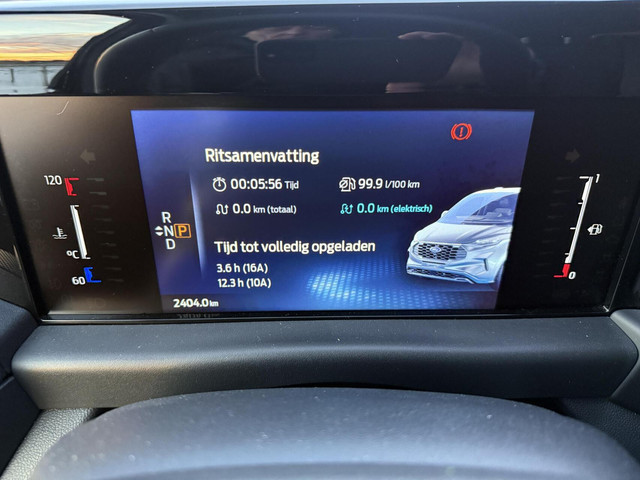 Ritsamenvatting
00:05:56 Tijd
99.9 l/100 km
0.0 km (totaal)
0.0 km (elektrisch)
Tijd tot volledig opgeladen
3.6 h (16A)
12.3 h (10A)
2404.0 km
R
N P
D
120
°C
60
1
0